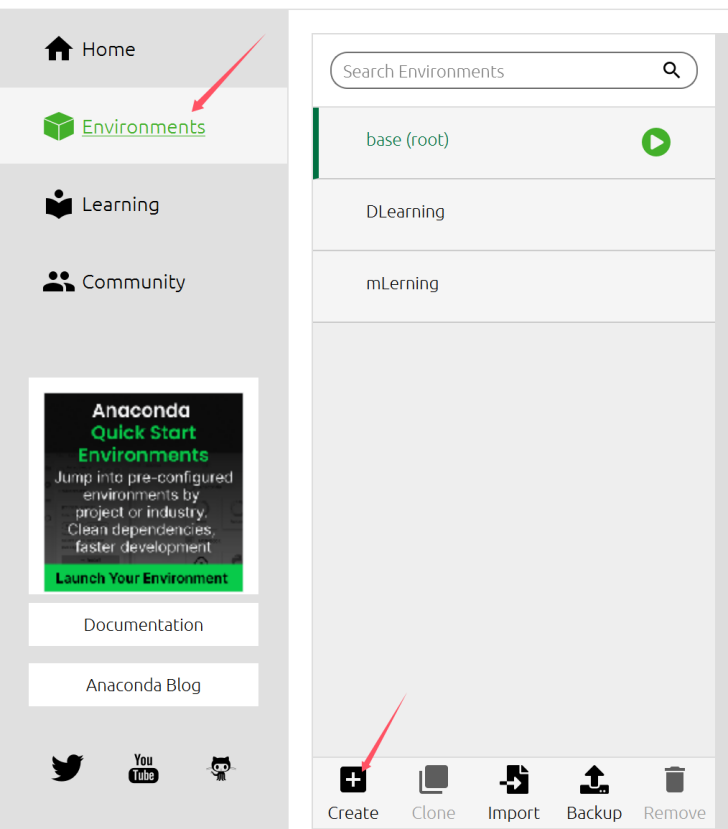 Home
Environments
Learning
Community
Anaconda
Quick Start
Environments
Jump into pre-configured
environments by
project or industry.
Clean dependencies,
faster development
Launch Your Environment
Documentation
Anaconda Blog
You
Tube
Search Environments
base (root)
DLearning
mLerning
Create
Clone
Import
Backup
Remove